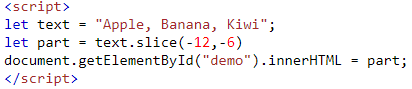 <script>
let text = "Apple, Banana, Kiwi";
let part = text.slice(-12,-6)
document.getElementById("demo").innerHTML = part;
</script>